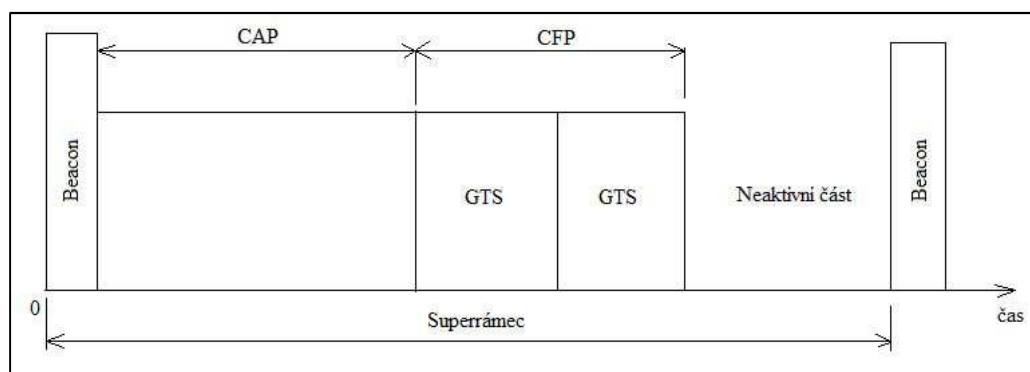 CAP
CFP
Beacon
GTS
GTS
Neaktivní část
Beacon
0
čas
Superrámec